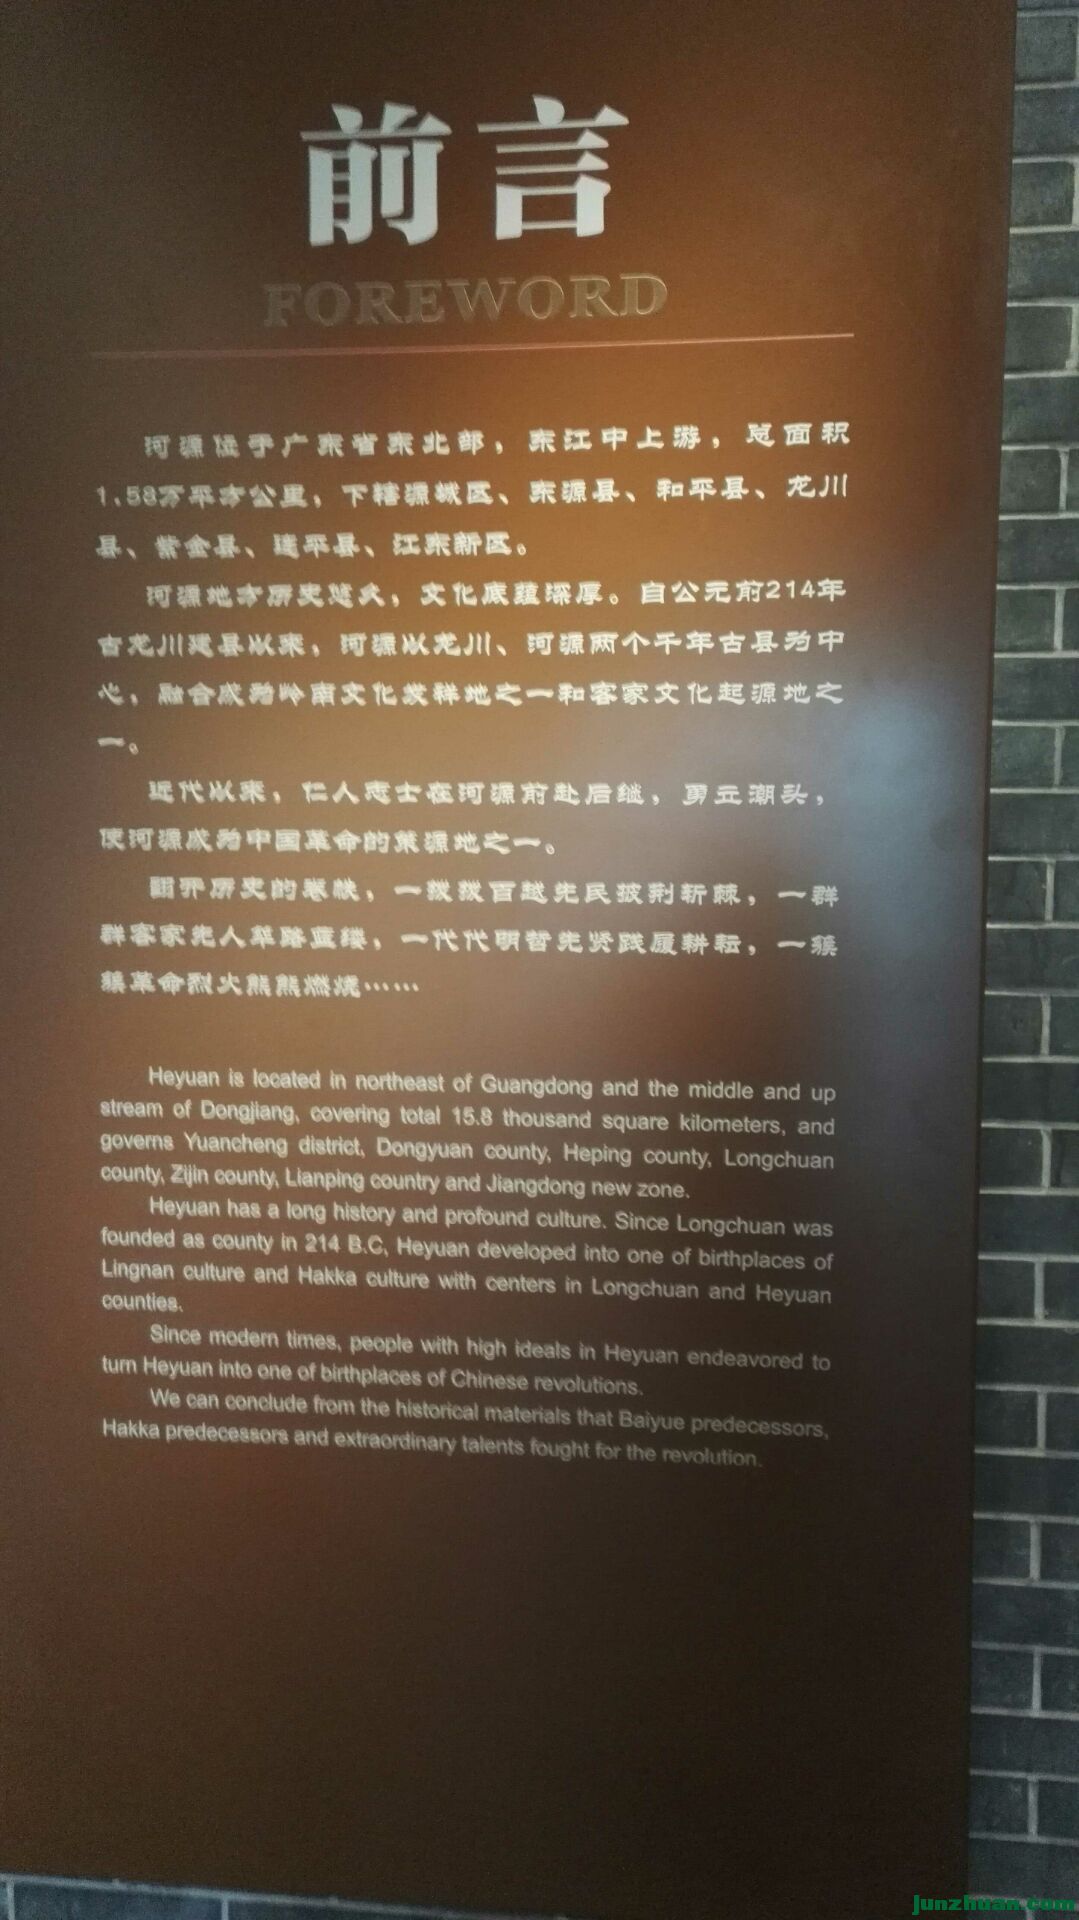 前言
FOREWORD
河源位于广东省东北部，东江中上游，总面积
1.58万平方公里，下辖源城区、东源县、和平县、龙川
县、紫金县、连平县、江东新区。
河源地方历史悠久，文化底蕴深厚。自公元前214年
古龙川建县以来，河源以龙川、河源两个千年古县为中
心，融合成为岭南文化发祥地之一和客家文化起源地之
一。
近代以来，仁人志士在河源前赴后继，勇立潮头，
使河源成为中国革命的策源地之一。
翻开历史的卷帙，一拨拨百越先民披荆斩棘，一群
群客家先人筚路蓝缕，一代代明哲先贤践履耕耘，一簇
簇革命烈火熊熊燃烧……
Heyuan is located in northeast of Guangdong and the middle and up
stream of Dongjiang, covering total 15.8 thousand square kilometers, and
governs Yuancheng district, Dongyuan county, Heping county, Longchuan
county, Zijin county, Lianping country and Jiangdong new zone.
Heyuan has a long history and profound culture. Since Longchuan was
founded as county in 214 B.C, Heyuan developed into one of birthplaces of
Lingnan culture and Hakka culture with centers in Longchuan and Heyuan
counties.
Since modern times, people with high ideals in Heyuan endeavored to
turn Heyuan into one of birthplaces of Chinese revolutions.
We can conclude from the historical materials that Baiyue predecessors,
Hakka predecessors and extraordinary talents fought for the revolution.
junzhuan.com